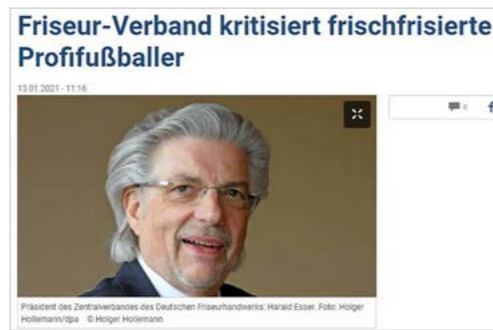 Friseur-Verband kritisiert frischfrisierte
Profifußballer
13.01.2021 - 11:16
0
Präsident des Zentralverbandes des Deutschen Friseurhandwerks: Harald Esser. Foto: Holger
Hollemann/dpa © Holger Hollemann